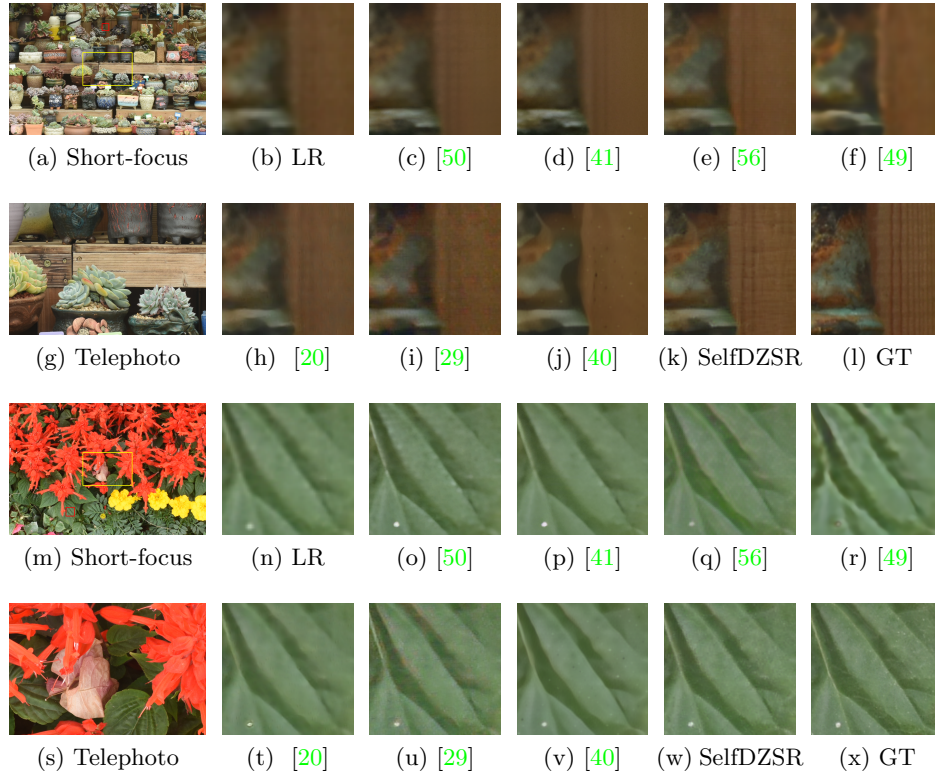 (a) Short-focus (b) LR (c) [50] (d) [41] (e) [56] (f) [49]
(g) Telephoto (h) [20] (i) [29] (j) [40] (k) SelfDZSR (l) GT
(m) Short-focus (n) LR (o) [50] (p) [41] (q) [56] (r) [49]
(s) Telephoto (t) [20] (u) [29] (v) [40] (w) SelfDZSR (x) GT